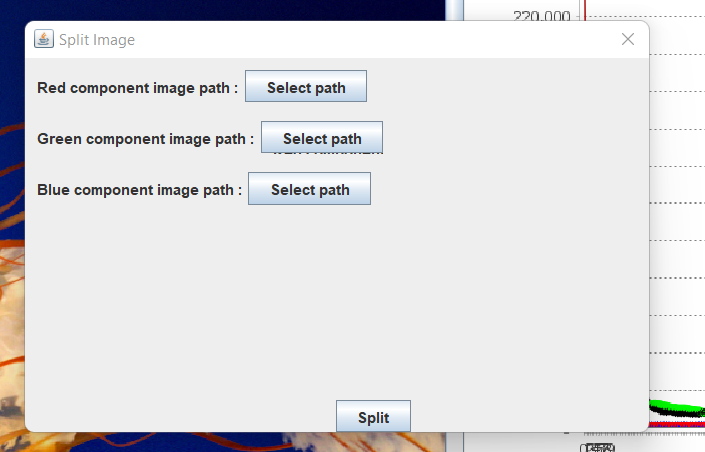 220,000
Split Image
Red component image path :
Select path
Green component image path :
Select path
Blue component image path :
Select path
Split